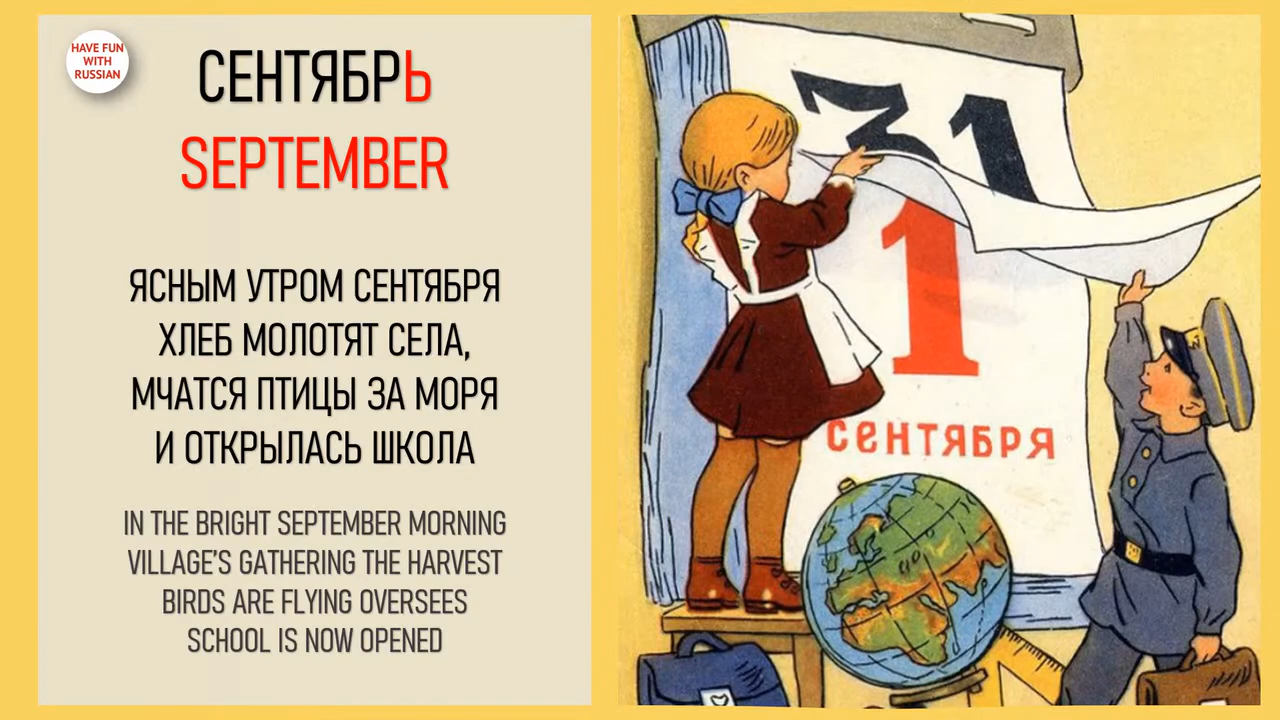 HAVE FUN
WITH
RUSSIAN
СЕНТЯБРЬ
SEPTEMBER
ЯСНЫМ УТРОМ СЕНТЯБРЯ
ХЛЕБ МОЛОТЯТ СЕЛА,
МЧАТСЯ ПТИЦЫ ЗА МОРЯ
И ОТКРЫЛАСЬ ШКОЛА
IN THE BRIGHT SEPTEMBER MORNING
VILLAGE'S GATHERING THE HARVEST
BIRDS ARE FLYING OVERSEES
SCHOOL IS NOW OPENED
31
1
СЕНТЯБРЯ